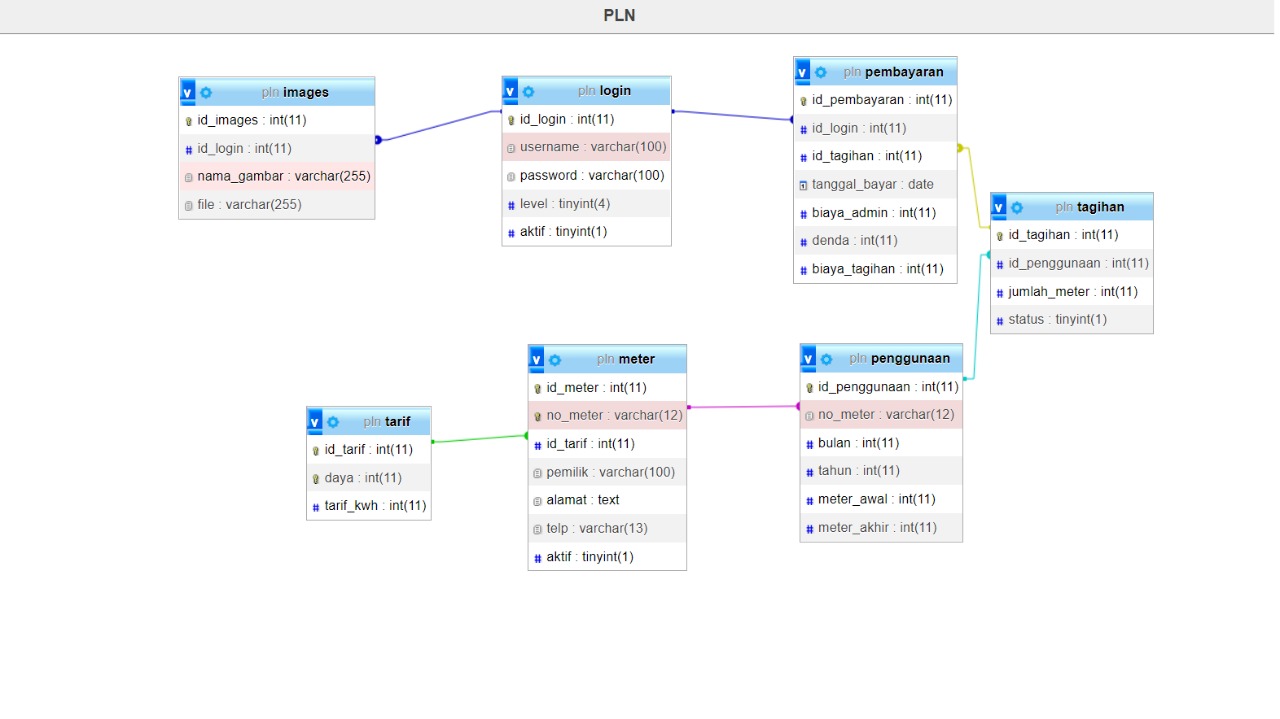 PLN
pln images
id_images : int(11)
id_login : int(11)
nama_gambar : varchar(255)
file : varchar(255)
pln login
id_login : int(11)
username : varchar(100)
password : varchar(100)
level : tinyint(4)
aktif : tinyint(1)
pln pembayaran
id_pembayaran : int(11)
id_login : int(11)
id_tagihan : int(11)
tanggal_bayar : date
biaya_admin : int(11)
denda : int(11)
biaya_tagihan : int(11)
pln tagihan
id_tagihan : int(11)
id_penggunaan : int(11)
jumlah_meter : int(11)
status : tinyint(1)
pln tarif
id_tarif : int(11)
daya : int(11)
tarif_kwh : int(11)
pln meter
id_meter : int(11)
no_meter : varchar(12)
id_tarif : int(11)
pemilik : varchar(100)
alamat : text
telp : varchar(13)
aktif : tinyint(1)
pln penggunaan
id_penggunaan : int(11)
no_meter : varchar(12)
bulan : int(11)
tahun : int(11)
meter_awal : int(11)
meter_akhir : int(11)